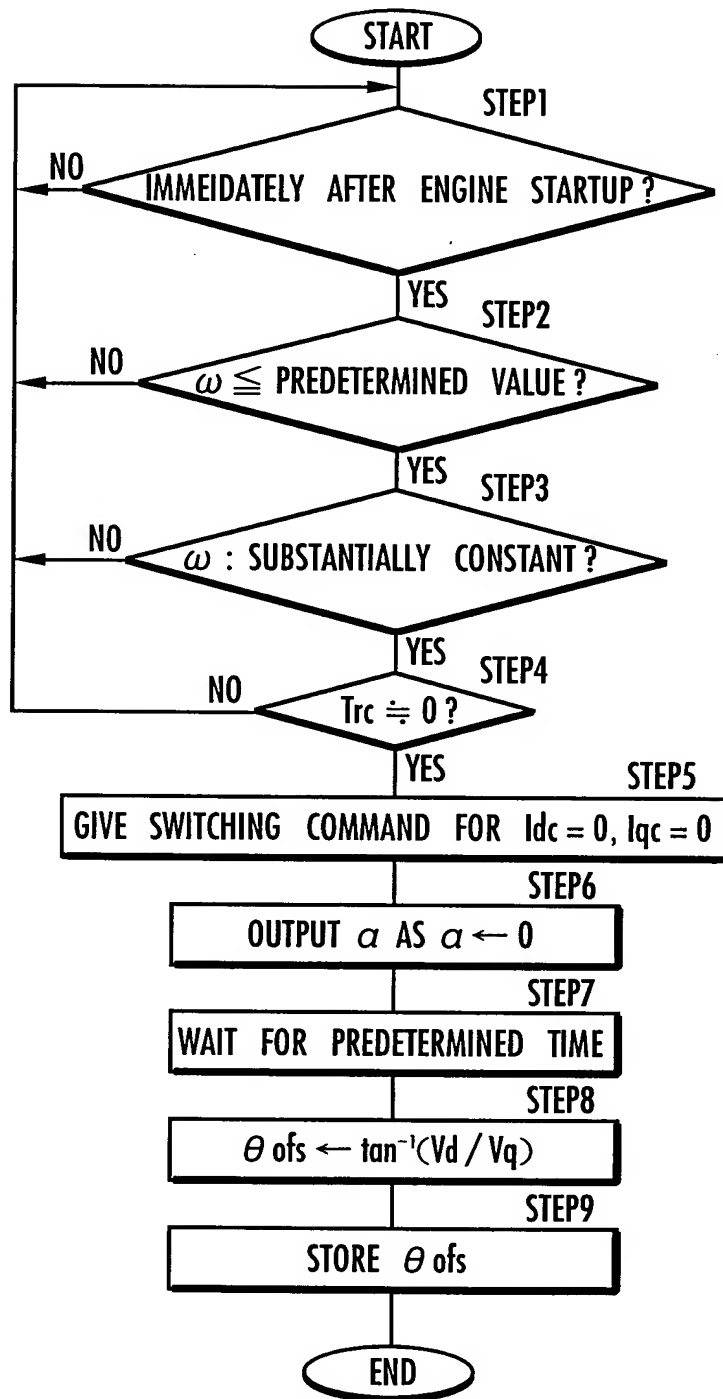 START
STEP1
NO
IMMEIDATELY AFTER ENGINE STARTUP?
YES
STEP2
NO
ω ≦ PREDETERMINED VALUE?
YES
STEP3
NO
ω : SUBSTANTIALLY CONSTANT?
YES
STEP4
NO
Trc ≒ 0?
YES
STEP5
GIVE SWITCHING COMMAND FOR Idc = 0, Iqc = 0
STEP6
OUTPUT α AS α ← 0
STEP7
WAIT FOR PREDETERMINED TIME
STEP8
θ ofs ← tan⁻¹(Vd / Vq)
STEP9
STORE θ ofs
END